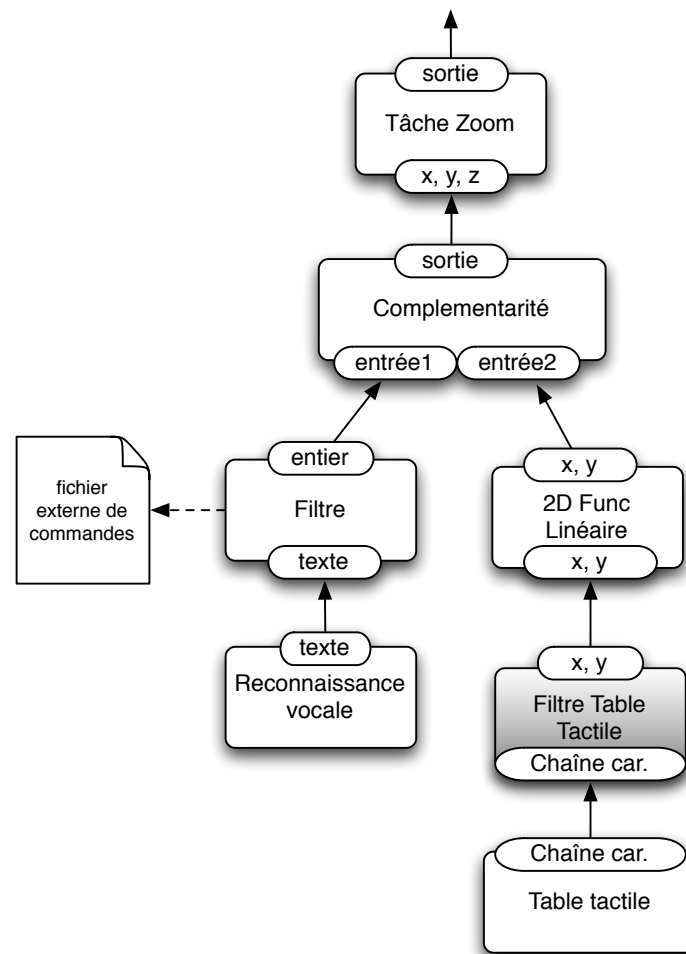 sortie
Tâche Zoom
x, y, z
sortie
Complementarité
entrée1
entrée2
entier
Filtre
texte
fichier
externe de
commandes
x, y
2D Func
Linéaire
x, y
texte
Reconnaissance
vocale
x, y
Filtre Table
Tactile
Chaîne car.
Chaîne car.
Table tactile